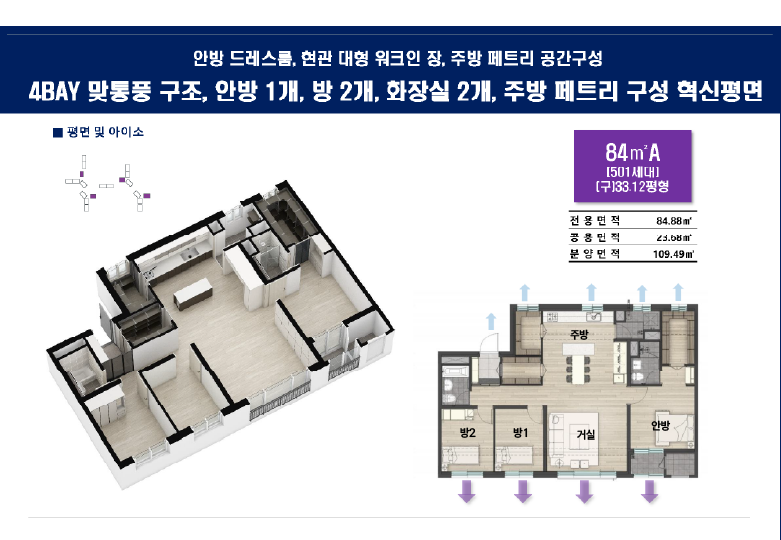 안방 드레스룸, 현관 대형 워크인 장, 주방 페트리 공간구성
4BAY 맞통풍 구조, 안방 1개, 방 2개, 화장실 2개, 주방 페트리 구성 혁신평면
■ 평면 및 아이소
84㎡A
[501세대]
(구)33.12평형
전용면적 84.88㎡
공용면적 23.68㎡
분양면적 109.49㎡
주방
방2
방1
거실
안방